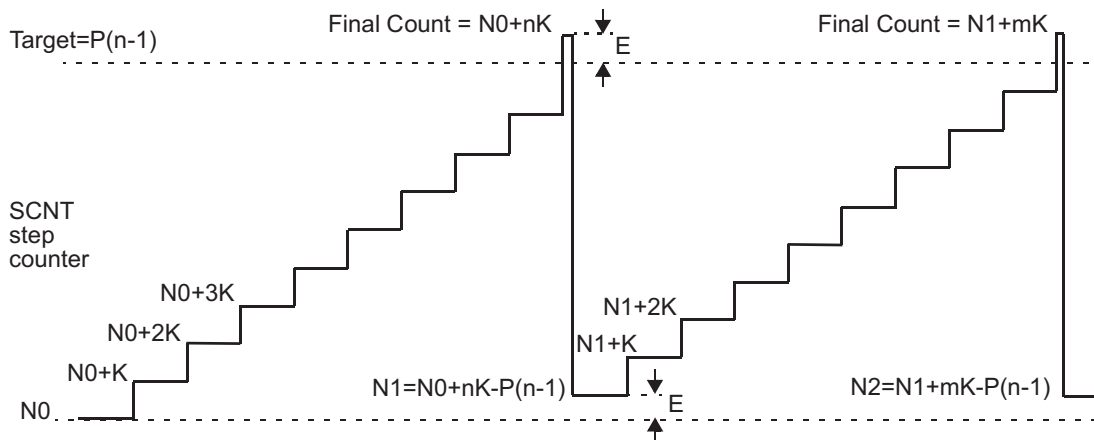 Final Count = N0+nK
Final Count = N1+mK
Target=P(n-1)
E
SCNT
step
counter
N0+3K
N0+2K
N1+2K
N0+K
N1+K
N1=N0+nK-P(n-1)
N2=N1+mK-P(n-1)
N0
E